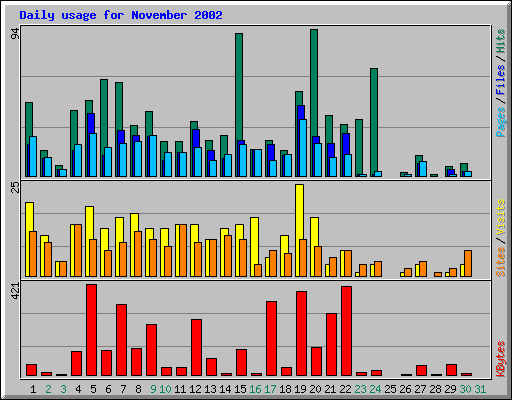 Daily usage for November 2002
94
Pages / Files / Hits
25
Sites / Visits
421
KBytes
1 2 3 4 5 6 7 8 9 10 11 12 13 14 15 16 17 18 19 20 21 22 23 24 25 26 27 28 29 30 31